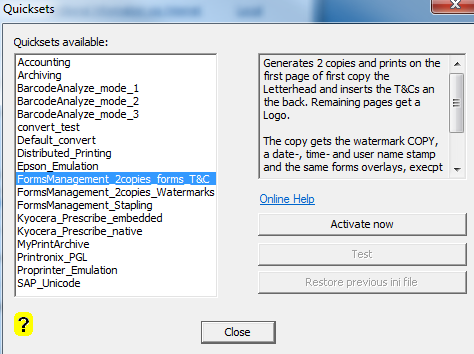 Quicksets
Quicksets available:
Accounting
Archiving
BarcodeAnalyze_mode_1
BarcodeAnalyze_mode_2
BarcodeAnalyze_mode_3
convert_test
Default_convert
Distributed_Printing
Epson_Emulation
FormsManagement_2copies_forms_T&C
FormsManagement_2copies_Watermarks
FormsManagement_Stapling
Kyocera_Prescribe_embedded
Kyocera_Prescribe_native
MyPrintArchive
Printronix_PGL
Proprinter_Emulation
SAP_Unicode
Generates 2 copies and prints on the
first page of first copy the
Letterhead and inserts the T&Cs an
the back. Remaining pages get a
Logo.
The copy gets the watermark COPY,
a date-, time- and user name stamp
and the same forms overlays, execpt
Online Help
Activate now
Test
Restore previous ini file
?
Close